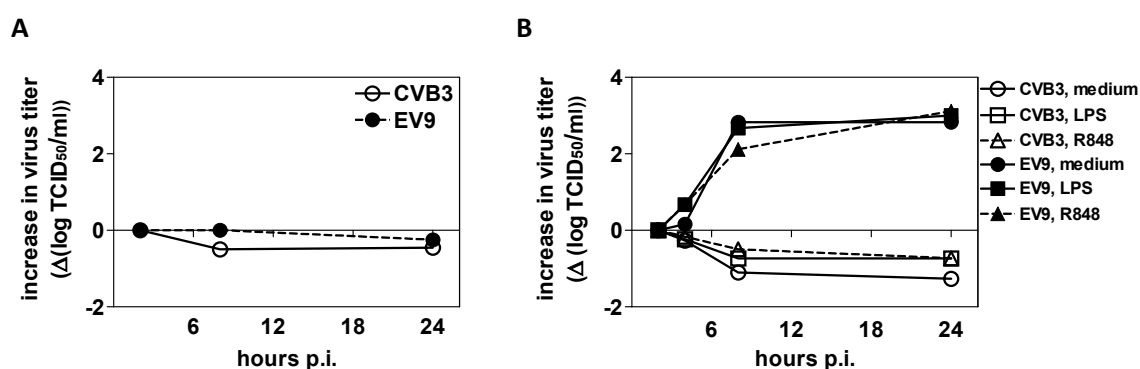 A
increase in virus titer
(Δ(log TCID50/ml))
4
2
0
-2
6
12
18
24
hours p.i.
CVB3
EV9
B
increase in virus titer
(Δ (log TCID50/ml))
4
2
0
-2
6
12
18
24
hours p.i.
CVB3, medium
CVB3, LPS
CVB3, R848
EV9, medium
EV9, LPS
EV9, R848